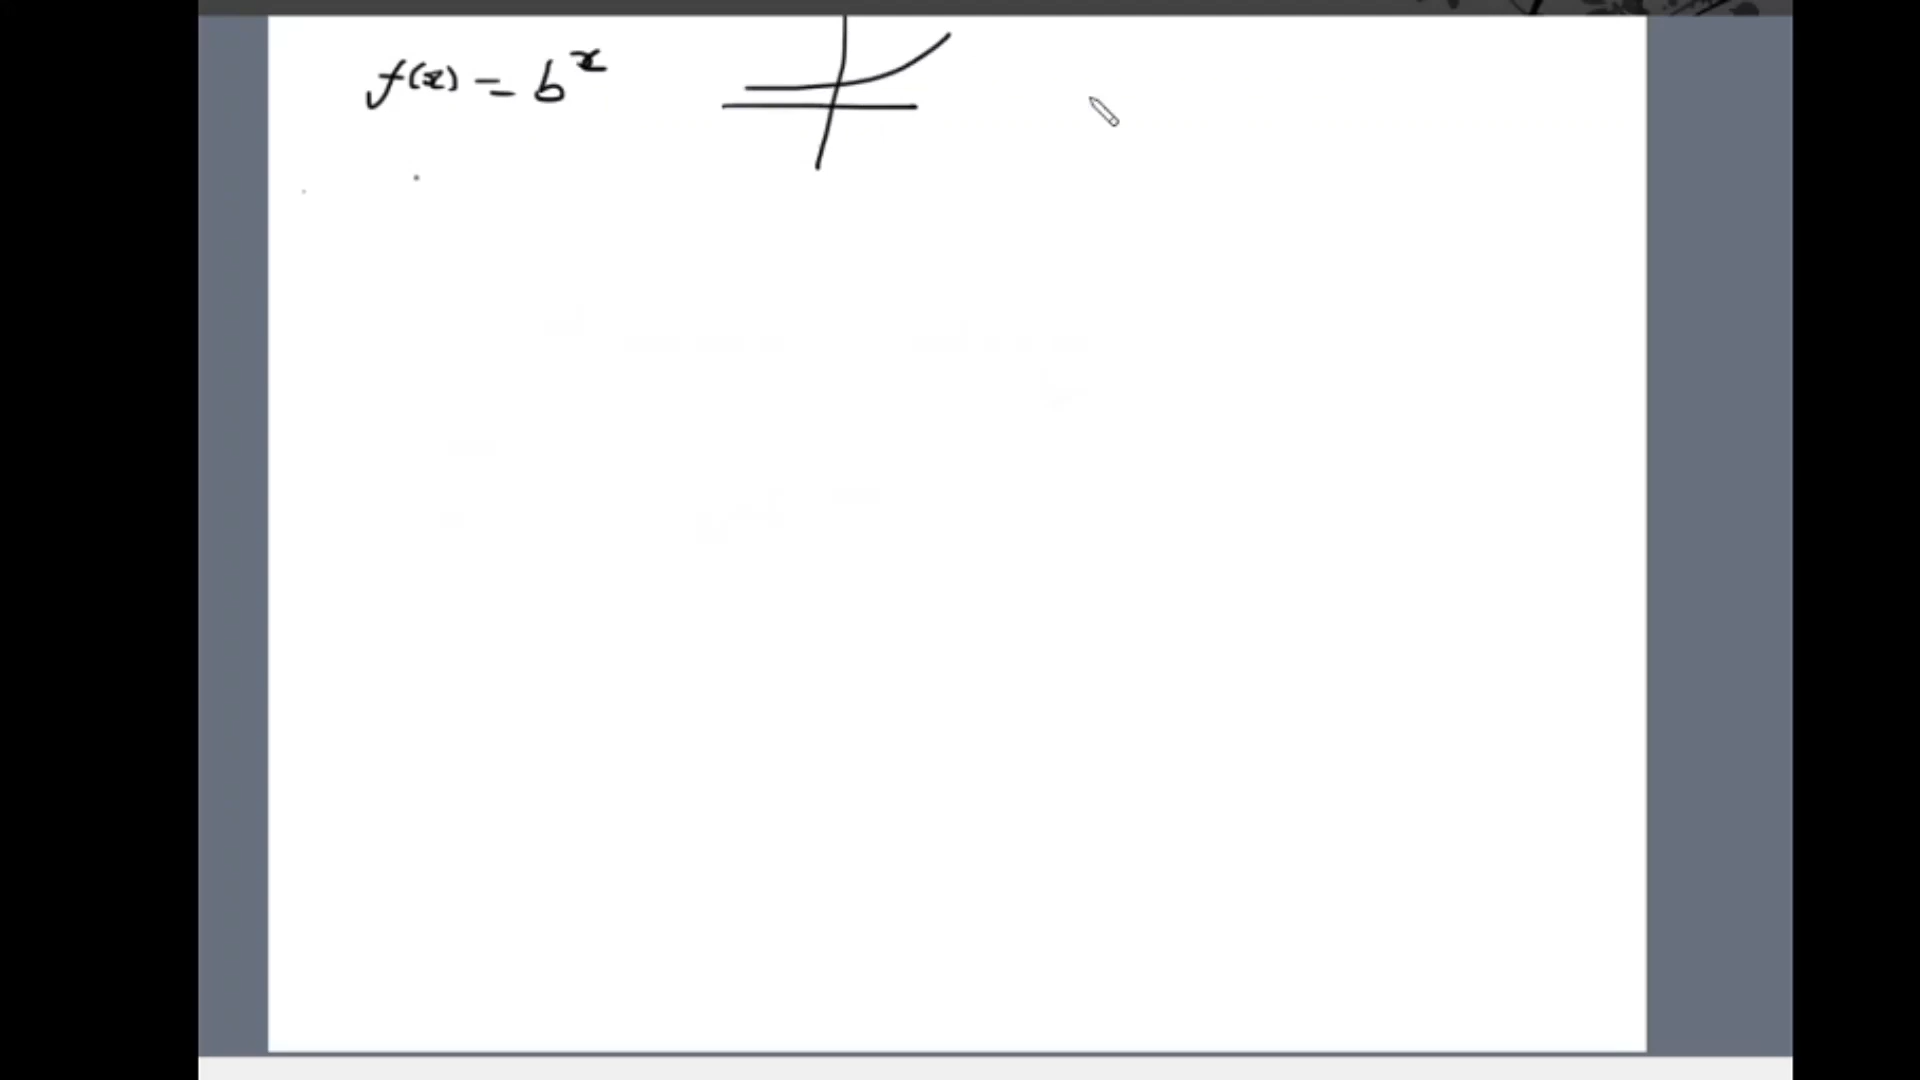 f(x) = b^x